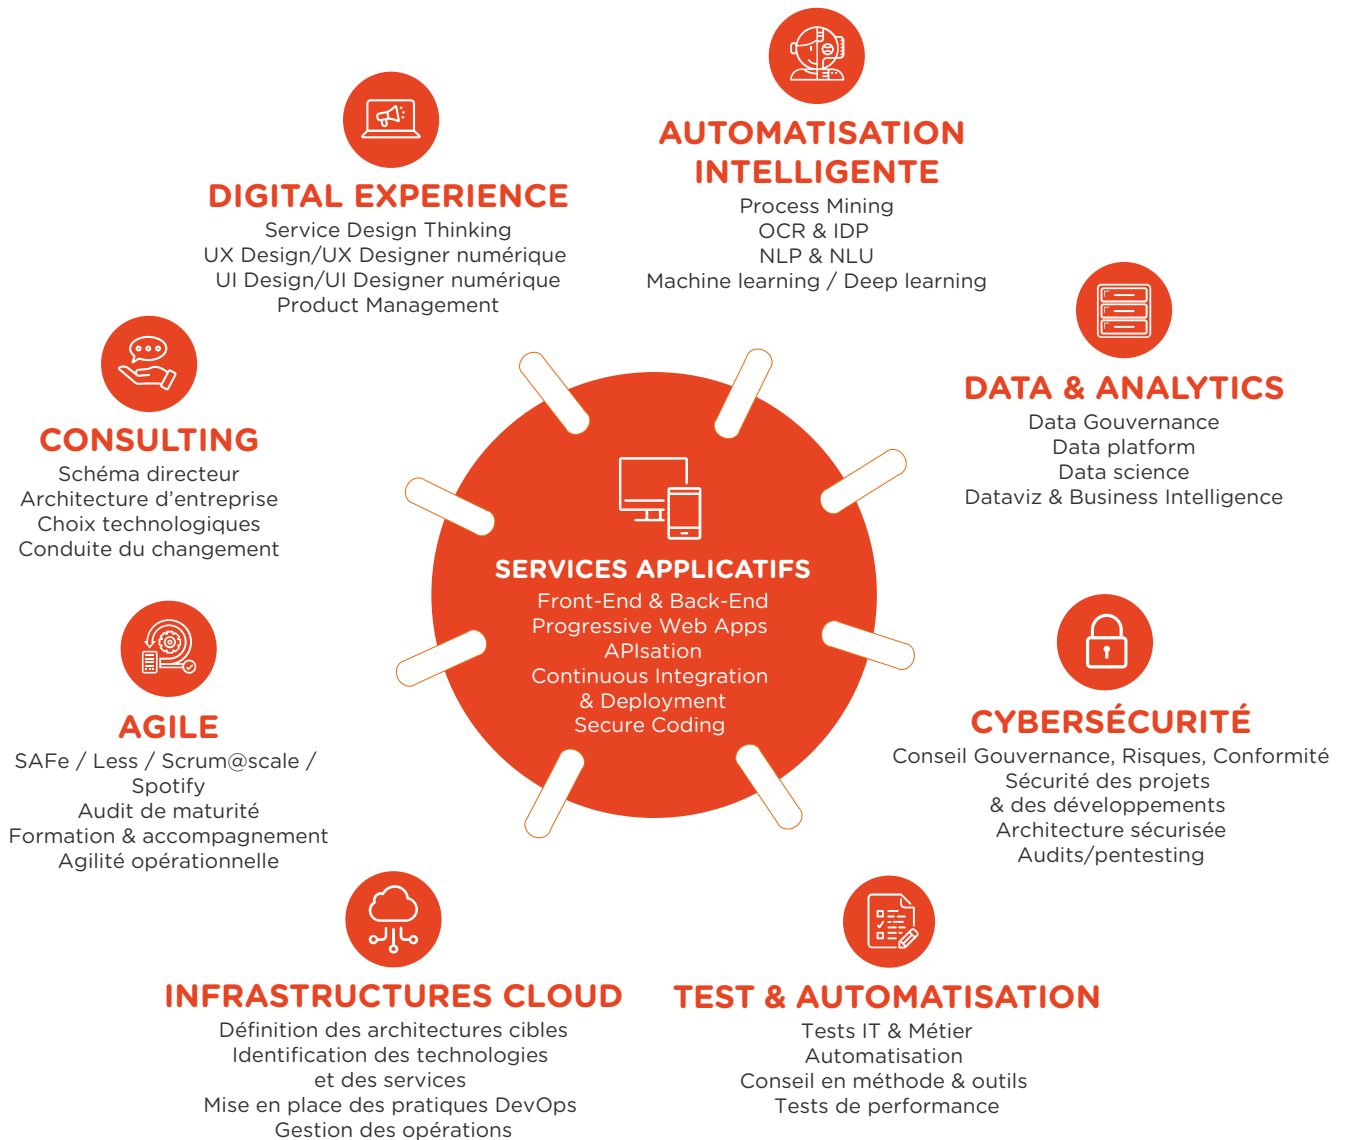 AUTOMATISATION
INTELLIGENTE
Process Mining
OCR & IDP
NLP & NLU
Machine learning / Deep learning
DIGITAL EXPERIENCE
Service Design Thinking
UX Design/UX Designer numérique
UI Design/UI Designer numérique
Product Management
DATA & ANALYTICS
Data Gouvernance
Data platform
Data science
Dataviz & Business Intelligence
CONSULTING
Schéma directeur
Architecture d’entreprise
Choix technologiques
Conduite du changement
SERVICES APPLICATIFS
Front-End & Back-End
Progressive Web Apps
APIsation
Continuous Integration
& Deployment
Secure Coding
AGILE
SAFe / Less / Scrum@scale /
Spotify
Audit de maturité
Formation & accompagnement
Agilité opérationnelle
CYBERSÉCURITÉ
Conseil Gouvernance, Risques, Conformité
Sécurité des projets
& des développements
Architecture sécurisée
Audits/pentesting
INFRASTRUCTURES CLOUD
Définition des architectures cibles
Identification des technologies
et des services
Mise en place des pratiques DevOps
Gestion des opérations
TEST & AUTOMATISATION
Tests IT & Métier
Automatisation
Conseil en méthode & outils
Tests de performance